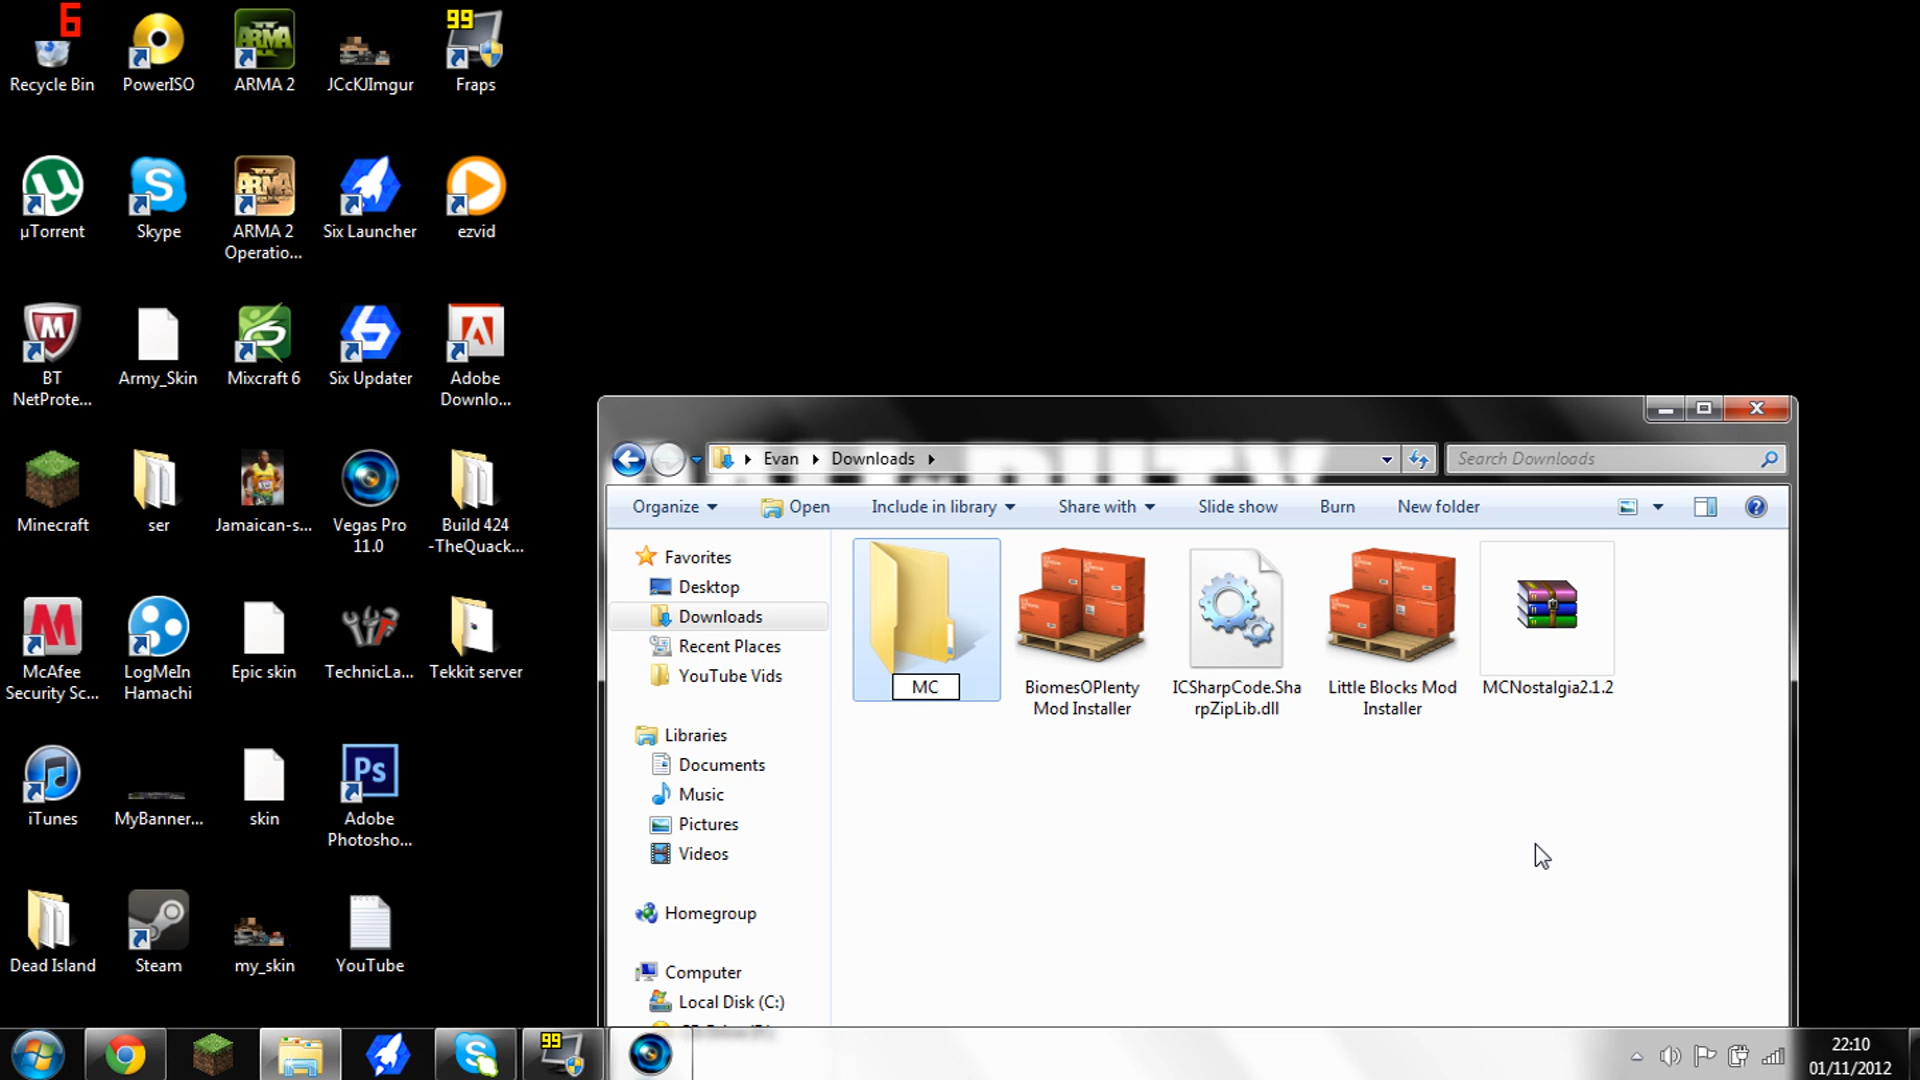 6
99
Recycle Bin
PowerISO
ARMA 2
JCcKJImgur
Fraps
µTorrent
Skype
ARMA 2
Operatio...
Six Launcher
ezvid
BT
NetProte...
Army_Skin
Mixcraft 6
Six Updater
Adobe
Downlo...
Minecraft
ser
Jamaican-s...
Vegas Pro
11.0
Build 424
-TheQuack...
McAfee
Security Sc...
LogMeIn
Hamachi
Epic skin
TechnicLa...
Tekkit server
iTunes
MyBanner...
skin
Ps
Adobe
Photosho...
Dead Island
Steam
my_skin
YouTube
Evan
Downloads
Search Downloads
Organize
Open
Include in library
Share with
Slide show
Burn
New folder
Favorites
Desktop
Downloads
Recent Places
YouTube Vids
Libraries
Documents
Music
Pictures
Videos
Homegroup
Computer
Local Disk (C:)
MC
BiomesOPlenty
Mod Installer
ICSharpCode.Sha
rpZipLib.dll
Little Blocks Mod
Installer
MCNostalgia2.1.2
99
22:10
01/11/2012